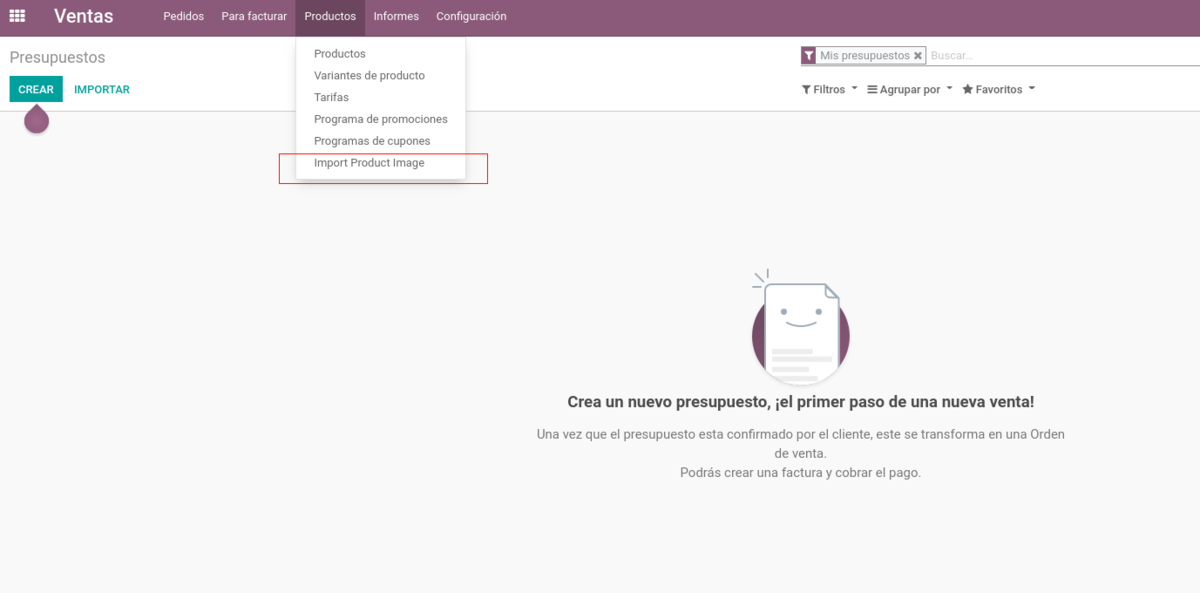 Ventas
Pedidos
Para facturar
Productos
Informes
Configuración
Presupuestos
CREAR
IMPORTAR
Productos
Variantes de producto
Tarifas
Programa de promociones
Programas de cupones
Import Product Image
Mis presupuestos
Buscar...
Filtros
Agrupar por
Favoritos
Crea un nuevo presupuesto, ¡el primer paso de una nueva venta!
Una vez que el presupuesto esta confirmado por el cliente, este se transforma en una Orden
de venta.
Podrás crear una factura y cobrar el pago.